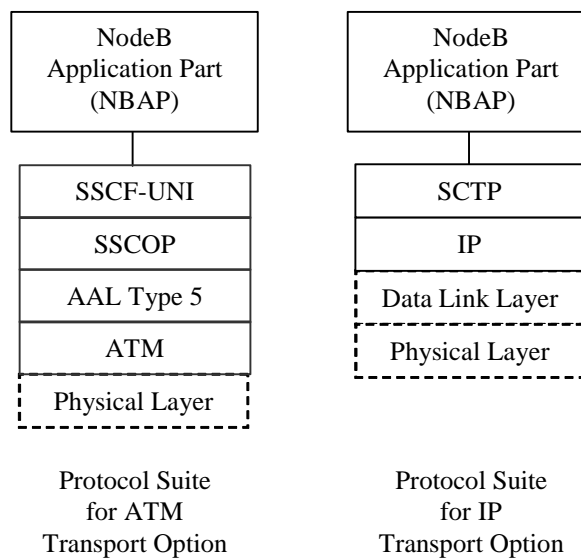 NodeB
Application Part
(NBAP)
SSCF-UNI
SSCOP
AAL Type 5
ATM
Physical Layer
Protocol Suite
for ATM
Transport Option
NodeB
Application Part
(NBAP)
SCTP
IP
Data Link Layer
Physical Layer
Protocol Suite
for IP
Transport Option